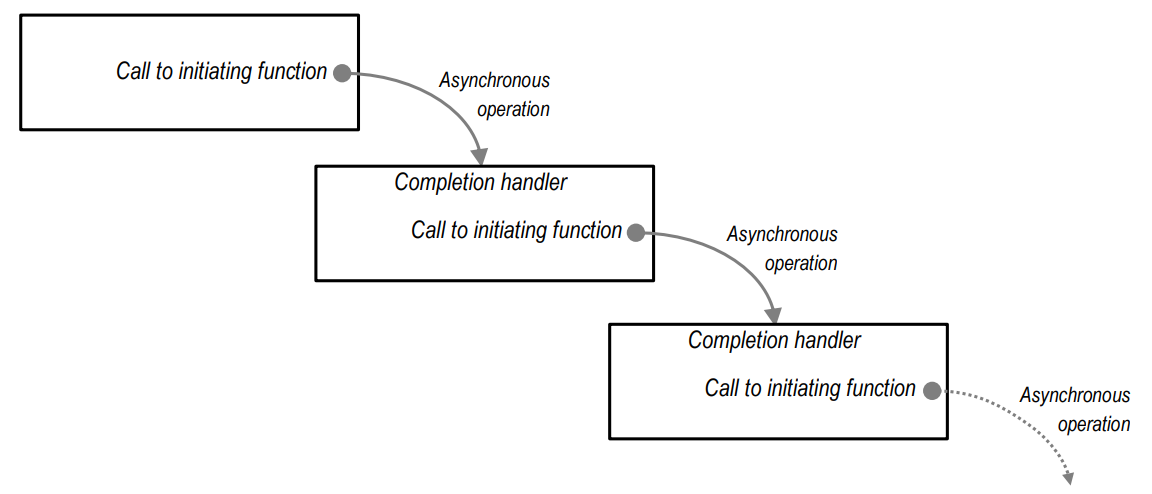 Call to initiating function
Asynchronous
operation
Completion handler
Call to initiating function
Asynchronous
operation
Completion handler
Call to initiating function
Asynchronous
operation